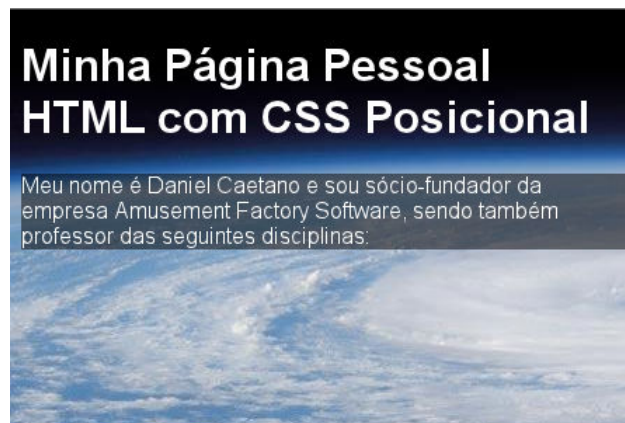 Minha Página Pessoal
HTML com CSS Posicional
Meu nome é Daniel Caetano e sou sócio-fundador da
empresa Amusement Factory Software, sendo também
professor das seguintes disciplinas: